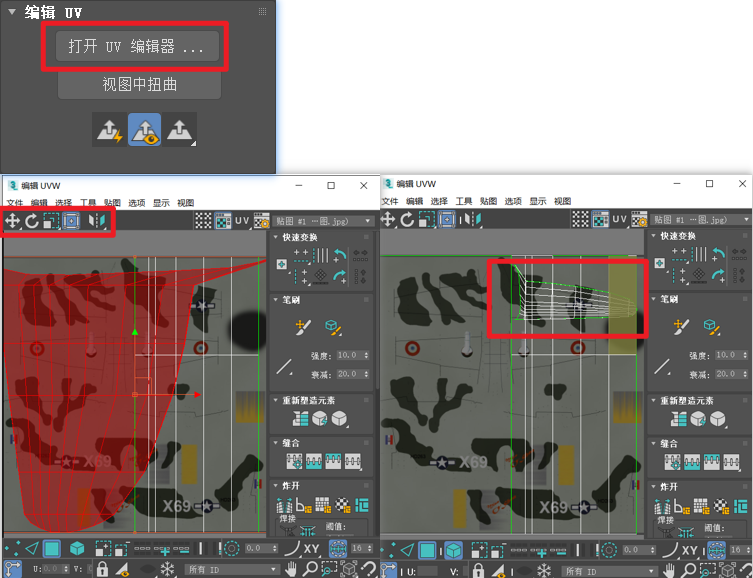 编辑 UV
打开 UV 编辑器 ...
视图中扭曲
编辑 UVW
文件 编辑 选择 工具 贴图 选项 显示 视图
UV
贴图 #1 (…图.jpg)
快速变换
笔刷
强度: 10.0
衰减: 20.0
重新塑造元素
缝合
炸开
焊接
阈值:
X69
X69
0.0
XY
16
U: 0.0
V:
所有 ID
编辑 UVW
文件 编辑 选择 工具 贴图 选项 显示 视图
UV
贴图 #1 (…图.jpg)
快速变换
笔刷
强度: 10.0
衰减: 20.0
重新塑造元素
缝合
炸开
焊接
阈值:
X69
X69
0.0
XY
16
U:
V:
所有 ID